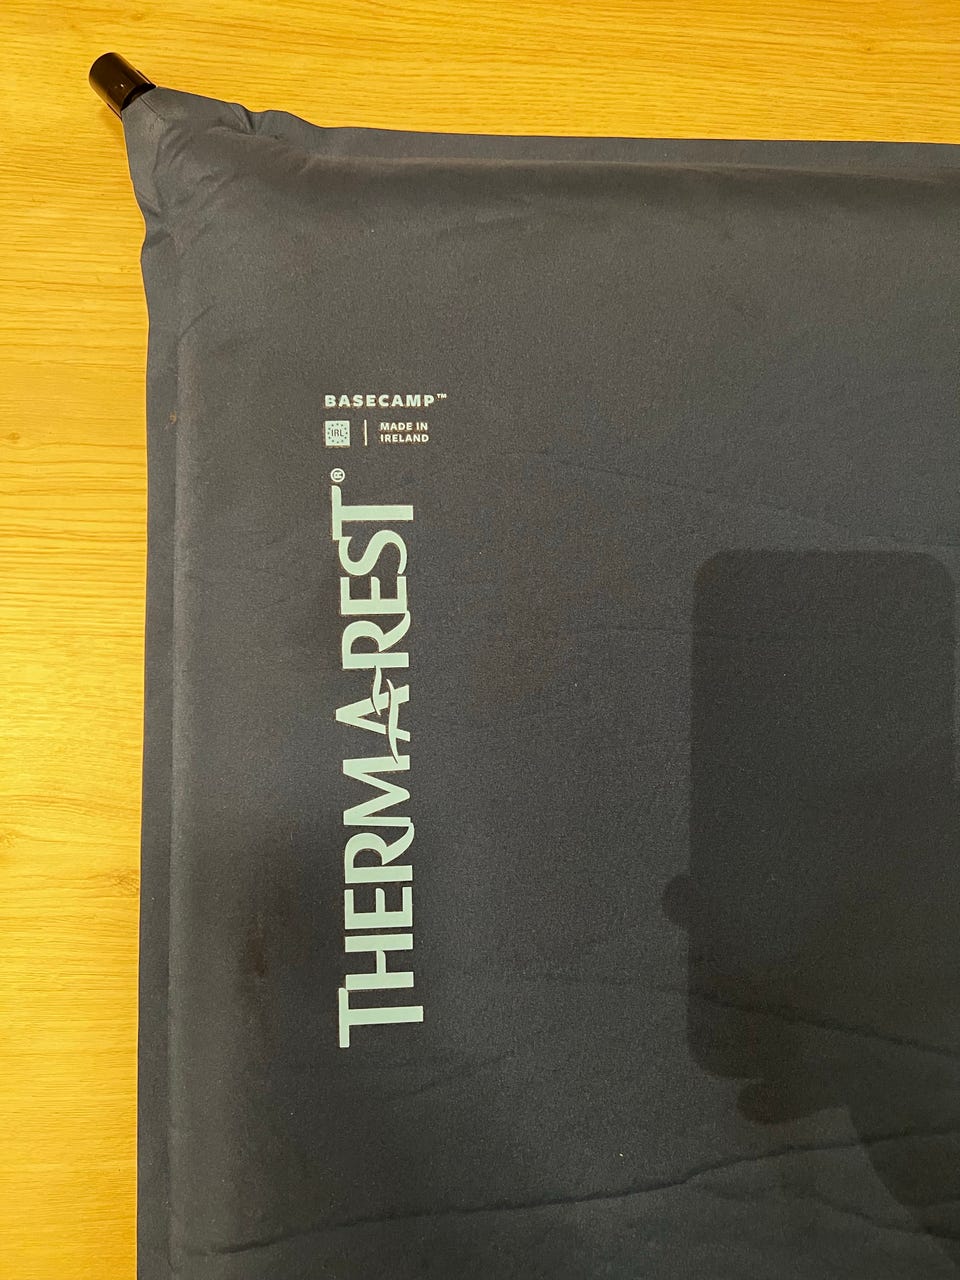 BASECAMP™
IRL
MADE IN
IRELAND
THERMAREST®